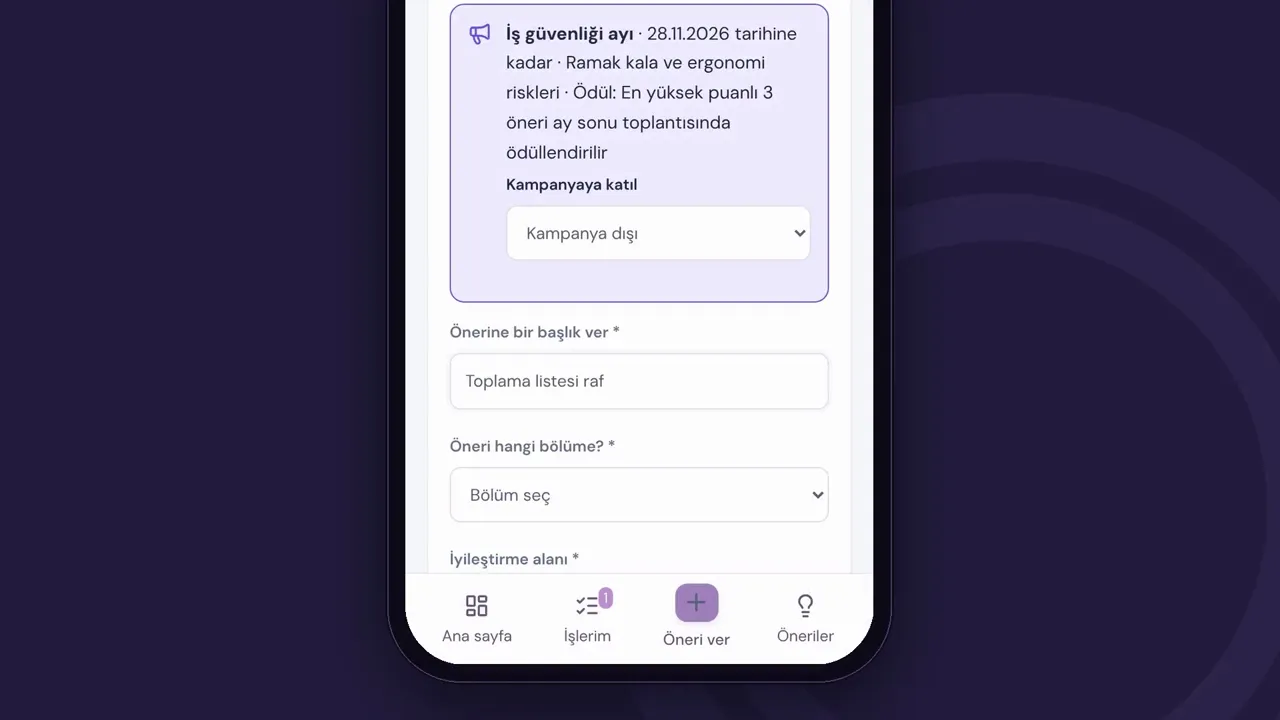 İş güvenliği ayı · 28.11.2026 tarihine
kadar · Ramak kala ve ergonomi
riskleri · Ödül: En yüksek puanlı 3
öneri ay sonu toplantısında
ödüllendirilir
Kampanyaya katıl
Kampanya dışı
Önerine bir başlık ver *
Toplama listesi raf
Öneri hangi bölüme? *
Bölüm seç
İyileştirme alanı *
1
Ana sayfa
İşlerim
Öneri ver
Öneriler